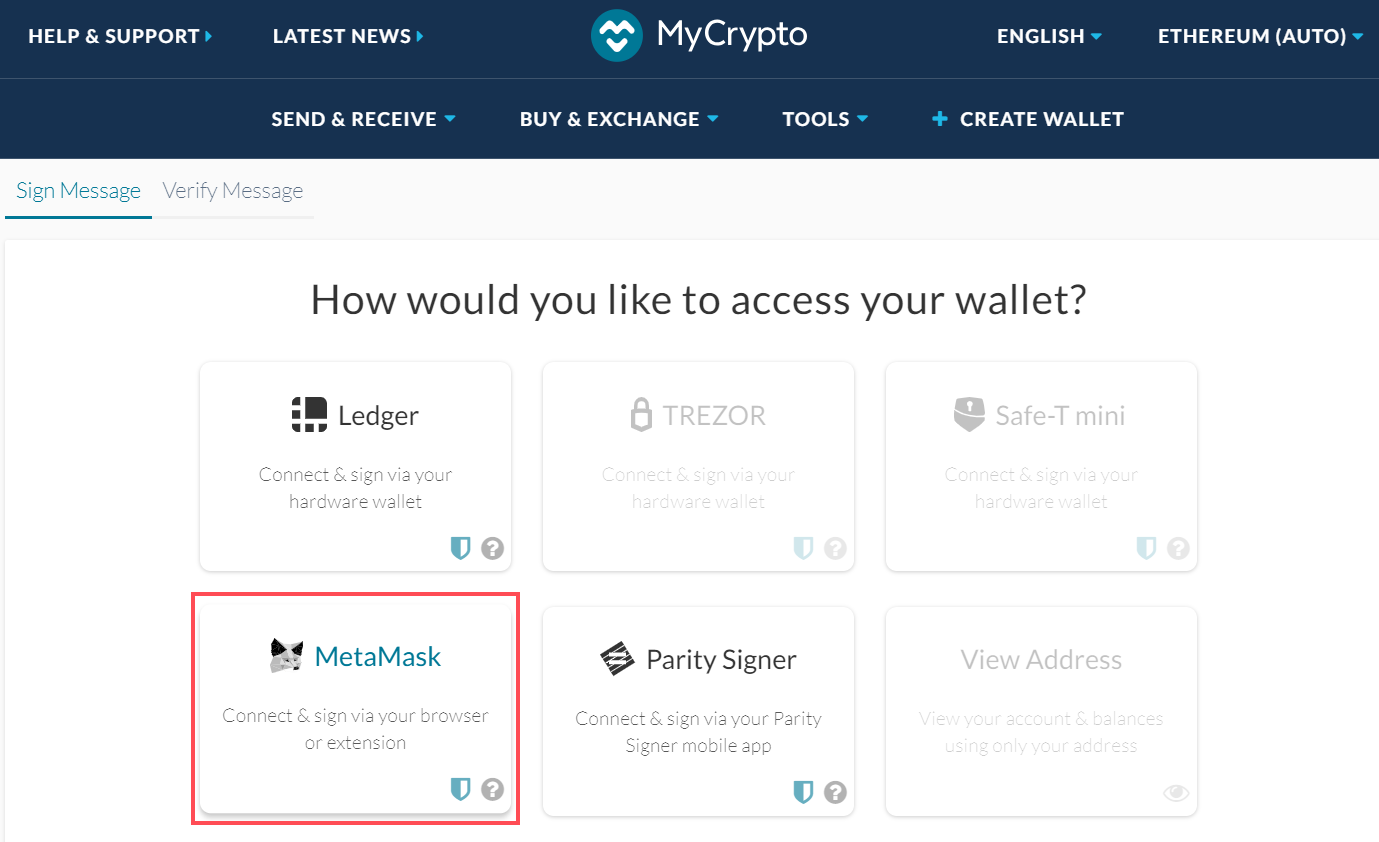 HELP & SUPPORT
LATEST NEWS
MyCrypto
ENGLISH
ETHEREUM (AUTO)
SEND & RECEIVE
BUY & EXCHANGE
TOOLS
+ CREATE WALLET
Sign Message
Verify Message
How would you like to access your wallet?
Ledger
Connect & sign via your
hardware wallet
?
TREZOR
Connect & sign via your
hardware wallet
?
Safe-T mini
Connect & sign via your
hardware wallet
?
MetaMask
Connect & sign via your browser
or extension
?
Parity Signer
Connect & sign via your Parity
Signer mobile app
?
View Address
View your account & balances
using only your address